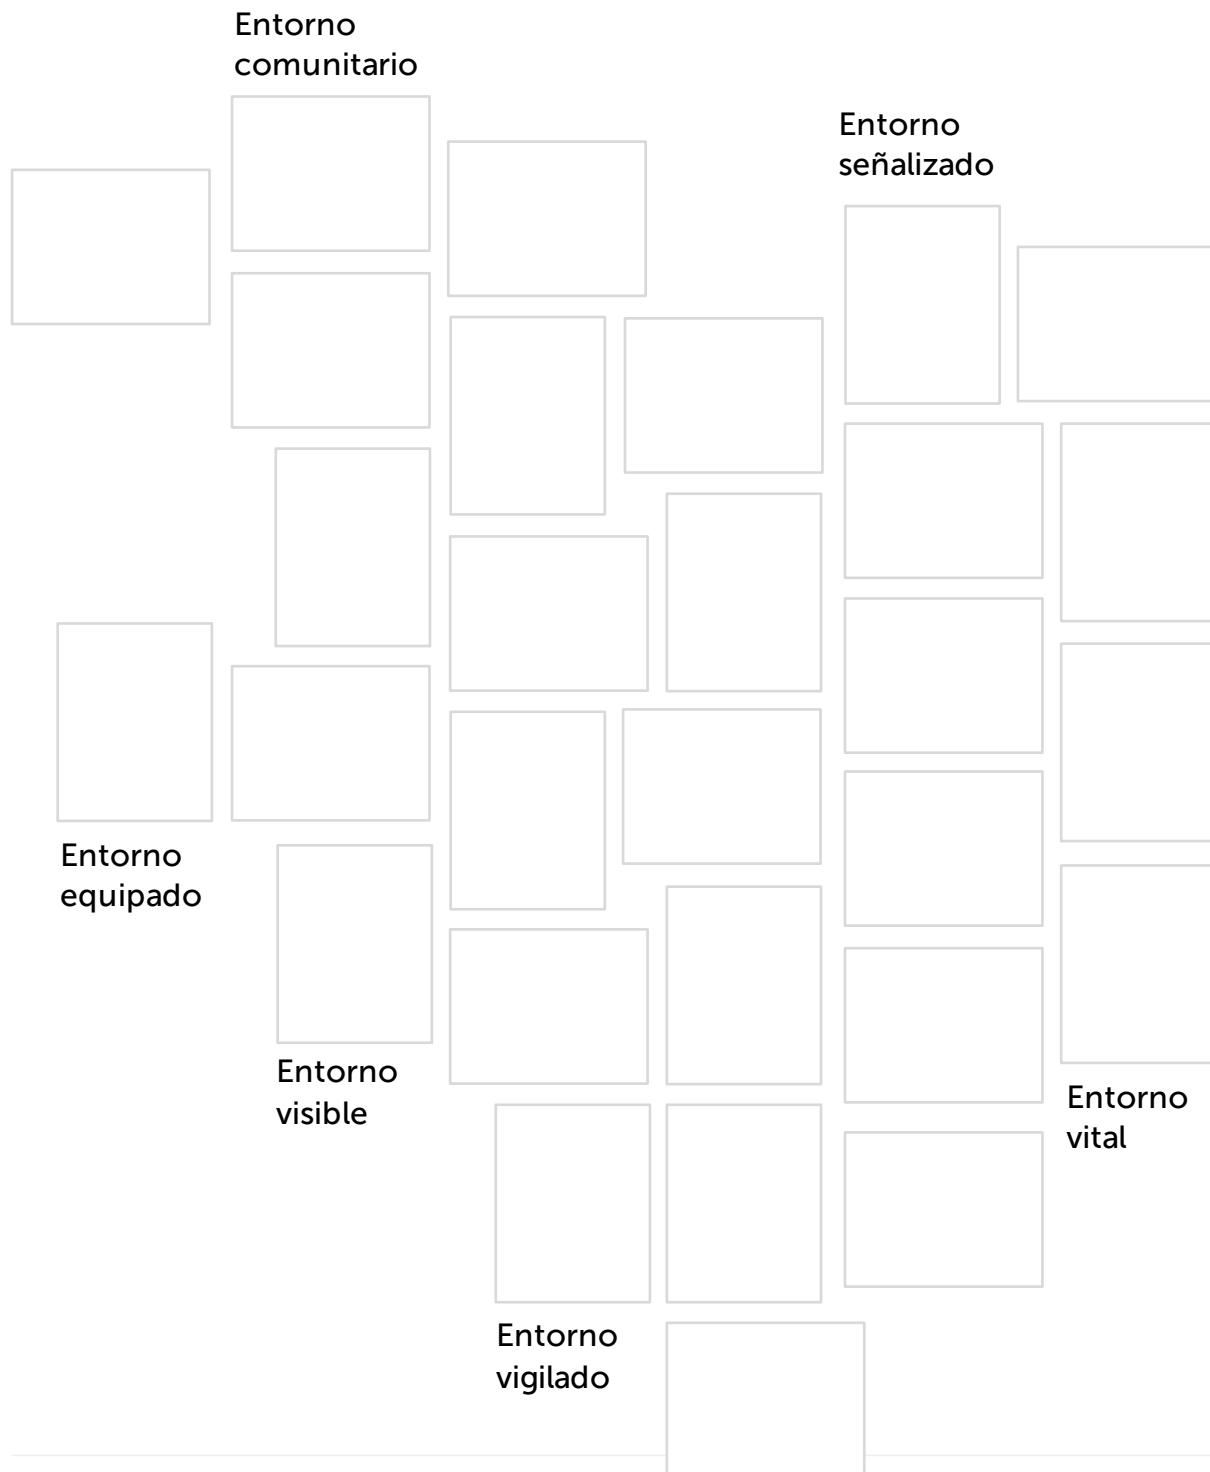 Entorno
comunitario
Entorno
señalizado
Entorno
equipado
Entorno
visible
Entorno
vital
Entorno
vigilado